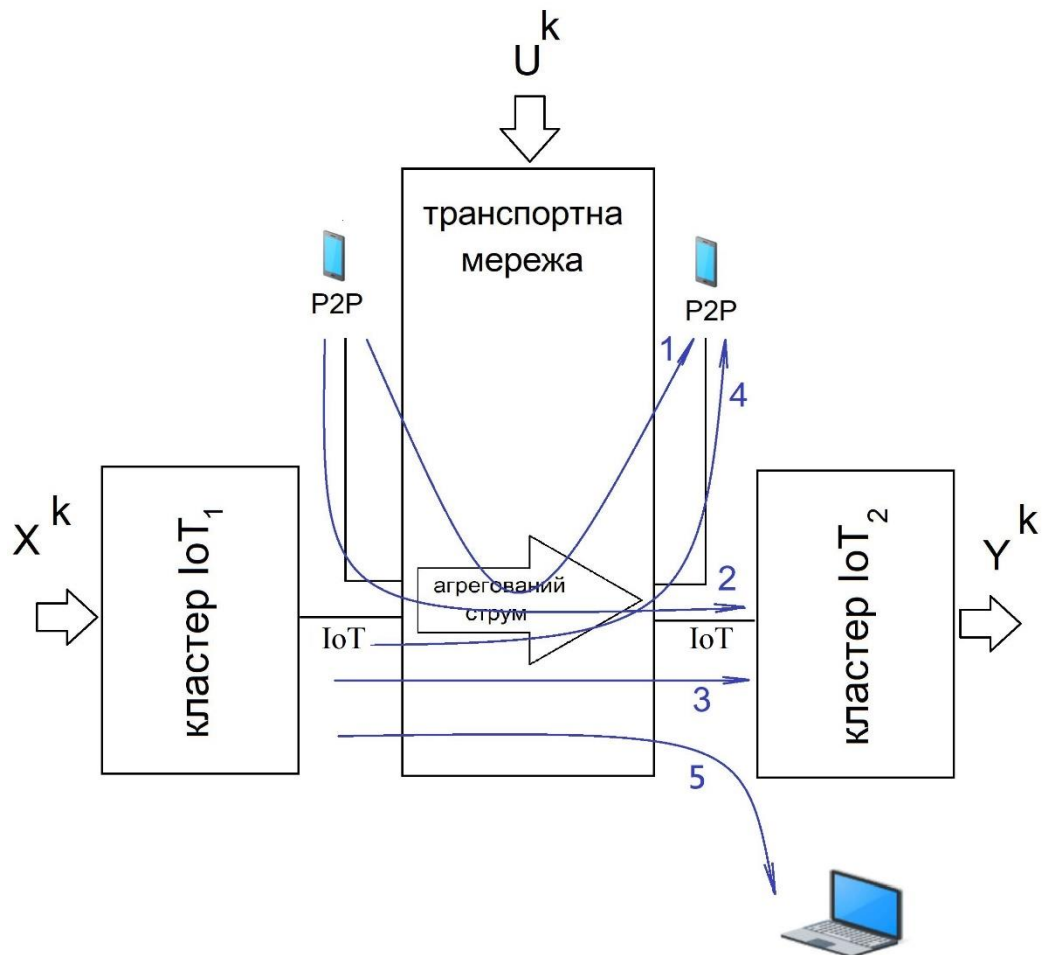 U^k
транспортна
мережа
P2P
P2P
1
4
X^k
кластер IoT₁
агрегований
струм
IoT
IoT
2
3
5
кластер IoT₂
Y^k